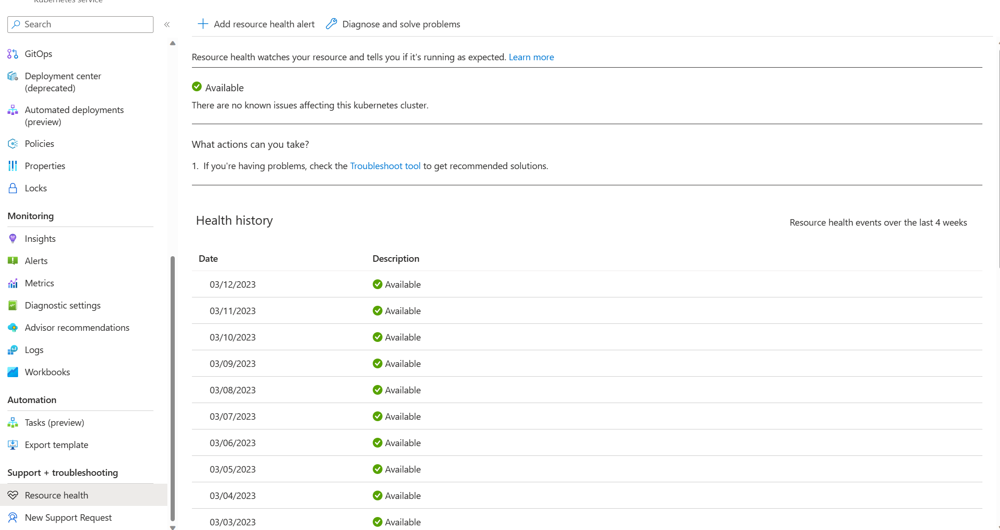 Kubernetes service
Search
«
GitOps
Deployment center
(deprecated)
Automated deployments
(preview)
Policies
Properties
Locks
Monitoring
Insights
Alerts
Metrics
Diagnostic settings
Advisor recommendations
Logs
Workbooks
Automation
Tasks (preview)
Export template
Support + troubleshooting
Resource health
New Support Request
Add resource health alert
Diagnose and solve problems
Resource health watches your resource and tells you if it's running as expected. Learn more
Available
There are no known issues affecting this kubernetes cluster.
What actions can you take?
1. If you're having problems, check the Troubleshoot tool to get recommended solutions.
Health history
Resource health events over the last 4 weeks
Date Description
03/12/2023 Available
03/11/2023 Available
03/10/2023 Available
03/09/2023 Available
03/08/2023 Available
03/07/2023 Available
03/06/2023 Available
03/05/2023 Available
03/04/2023 Available
03/03/2023 Available